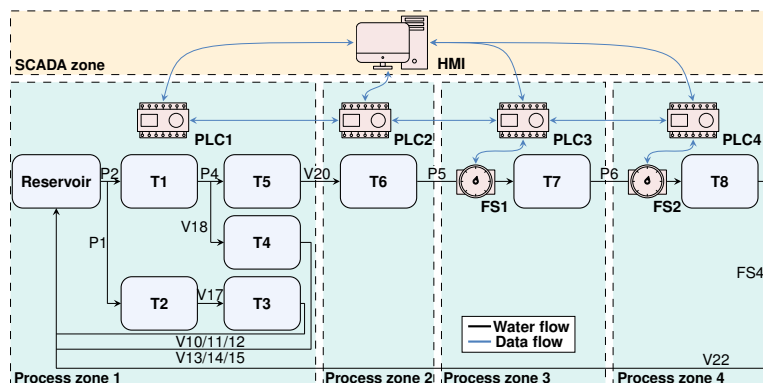 SCADA zone
HMI
PLC1
PLC2
PLC3
PLC4
Reservoir
P2
T1
P4
T5
V20
T6
P5
FS1
T7
P6
FS2
T8
V18
T4
P1
T2
V17
T3
FS4
V10/11/12
V13/14/15
V22
Water flow
Data flow
Process zone 1
Process zone 2
Process zone 3
Process zone 4